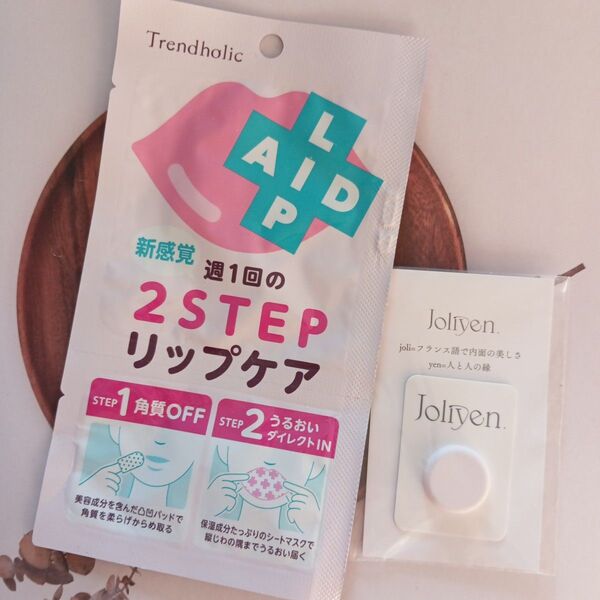 Trendholic
LIP
AID
新感覚
週1回の
2STEP
リップケア
STEP1 角質OFF
美容成分を含んだ凸凹パッドで
角質を柔らげからめ取る
STEP2 うるおい
ダイレクトIN
保湿成分たっぷりのシートマスクで
縦じわの隅までうるおい届く
Joliyen.
joli=フランス語で内面の美しさ
yen=人と人の縁
Joliyen.